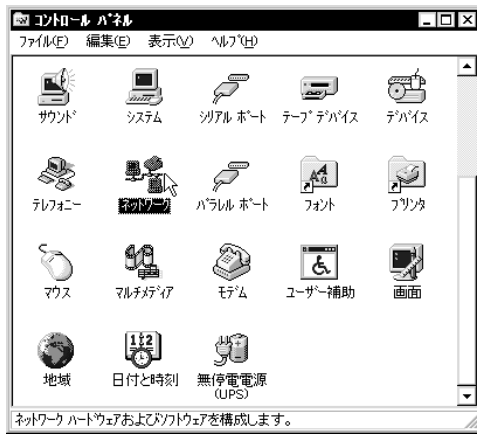 コントロール パネル
ファイル(F) 編集(E) 表示(V) ヘルプ(H)
サウンド システム シリアル ポート テープ デバイス デバイス
テレフォニー ネットワーク パラレル ポート フォント プリンタ
マウス マルチメディア モデム ユーザー補助 画面
地域 日付と時刻 無停電電源
(UPS)
ネットワーク ハードウェアおよびソフトウェアを構成します。